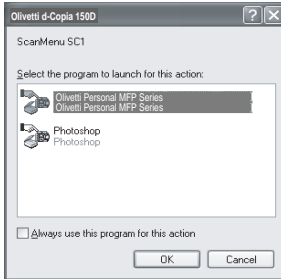 Olivetti d-Copia 150D
ScanMenu SC1
Select the program to launch for this action:
Olivetti Personal MFP Series
Olivetti Personal MFP Series
Photoshop
Photoshop
Always use this program for this action
OK Cancel